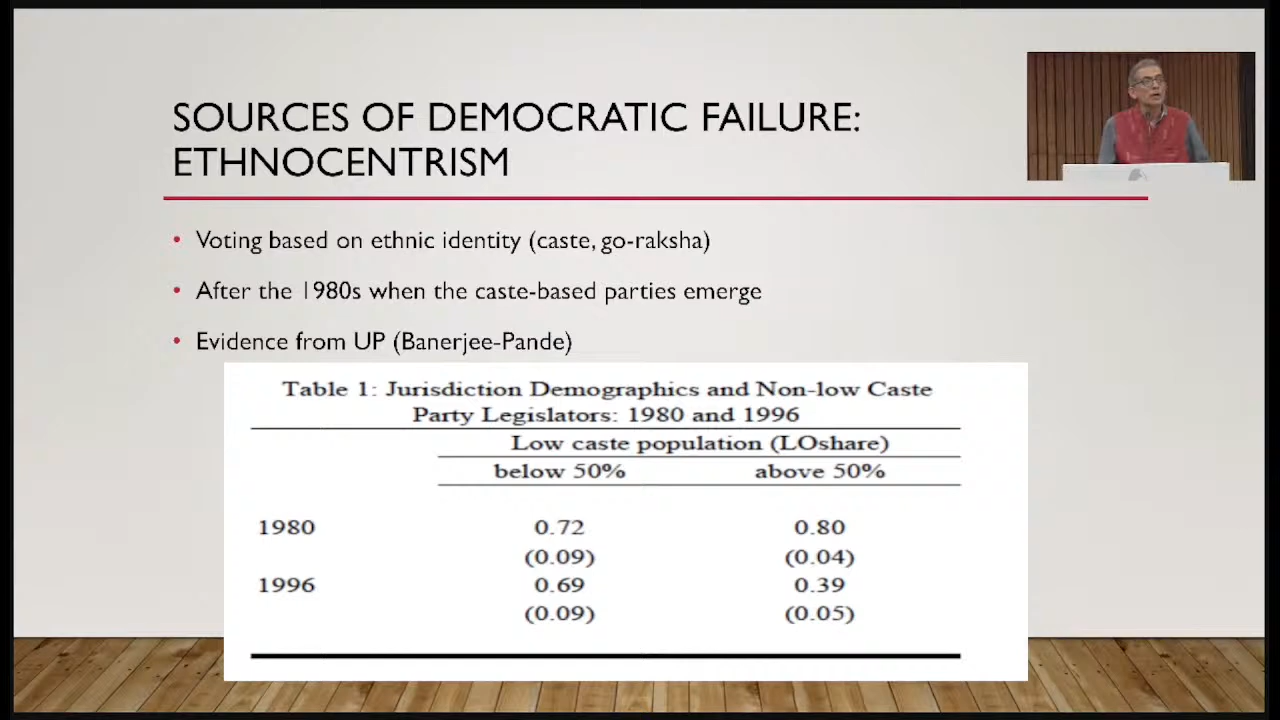 SOURCES OF DEMOCRATIC FAILURE:
ETHNOCENTRISM
• Voting based on ethnic identity (caste, go-raksha)
• After the 1980s when the caste-based parties emerge
• Evidence from UP (Banerjee-Pande)
Table 1: Jurisdiction Demographics and Non-low Caste
Party Legislators: 1980 and 1996
Low caste population (LOshare)
below 50% above 50%
1980 0.72 0.80
(0.09) (0.04)
1996 0.69 0.39
(0.09) (0.05)